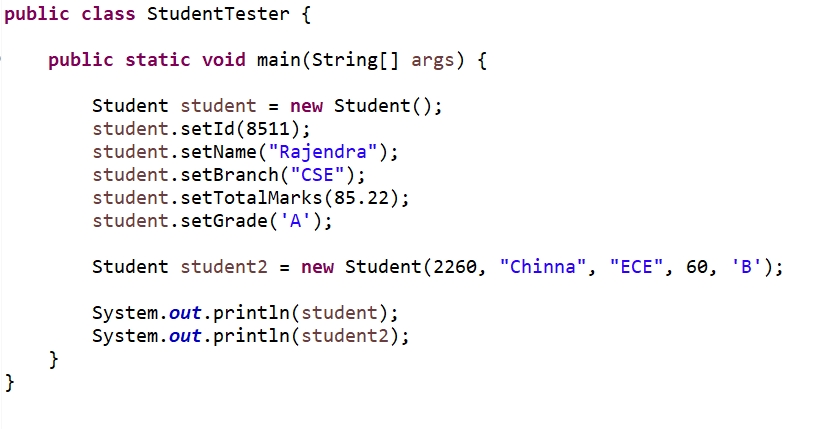 public class StudentTester {
public static void main(String[] args) {
Student student = new Student();
student.setId(8511);
student.setName("Rajendra");
student.setBranch("CSE");
student.setTotalMarks(85.22);
student.setGrade('A');
Student student2 = new Student(2260, "Chinna", "ECE", 60, 'B');
System.out.println(student);
System.out.println(student2);
}
}